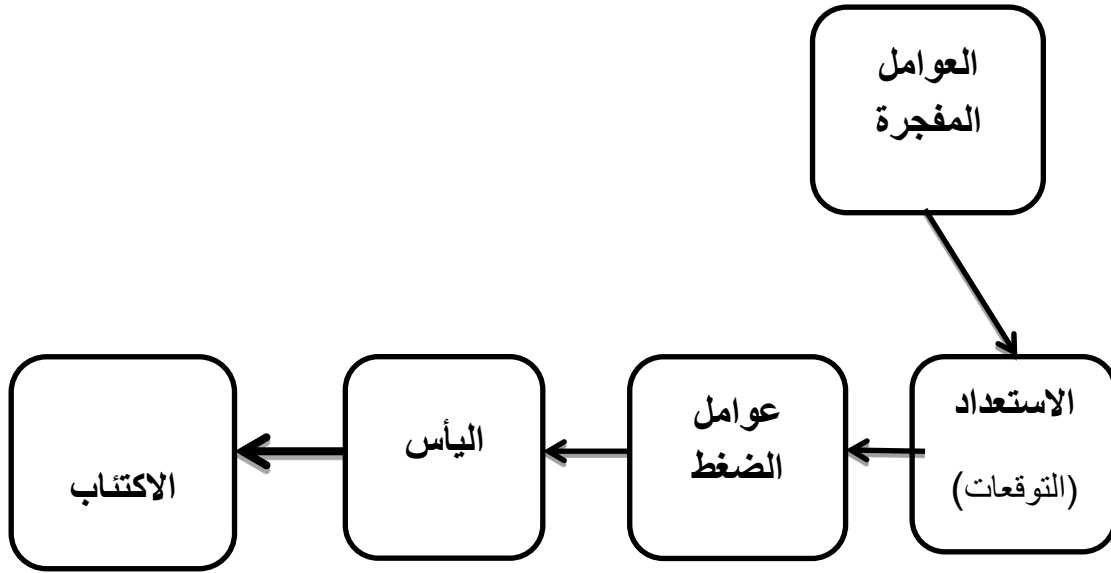 العوامل
المفجرة
الاستعداد
(التوقعات)
عوامل
الضغط
اليأس
الاكتئاب